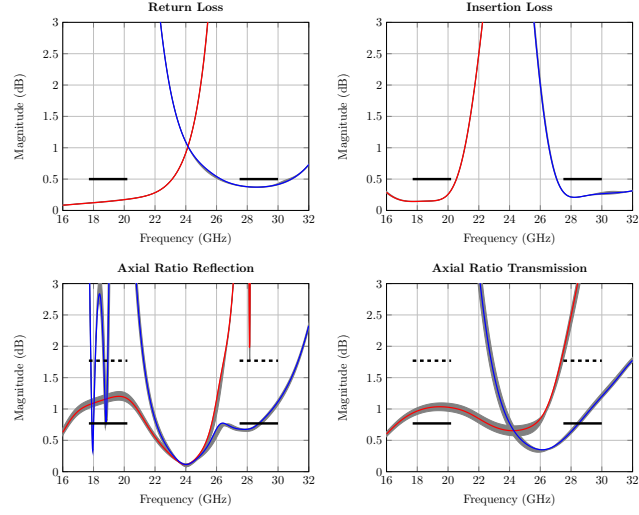 Return Loss
3
2.5
2
1.5
1
0.5
0
Magnitude (dB)
16 18 20 22 24 26 28 30 32
Frequency (GHz)
Insertion Loss
3
2.5
2
1.5
1
0.5
0
Magnitude (dB)
16 18 20 22 24 26 28 30 32
Frequency (GHz)
Axial Ratio Reflection
3
2.5
2
1.5
1
0.5
0
Magnitude (dB)
16 18 20 22 24 26 28 30 32
Frequency (GHz)
Axial Ratio Transmission
3
2.5
2
1.5
1
0.5
0
Magnitude (dB)
16 18 20 22 24 26 28 30 32
Frequency (GHz)